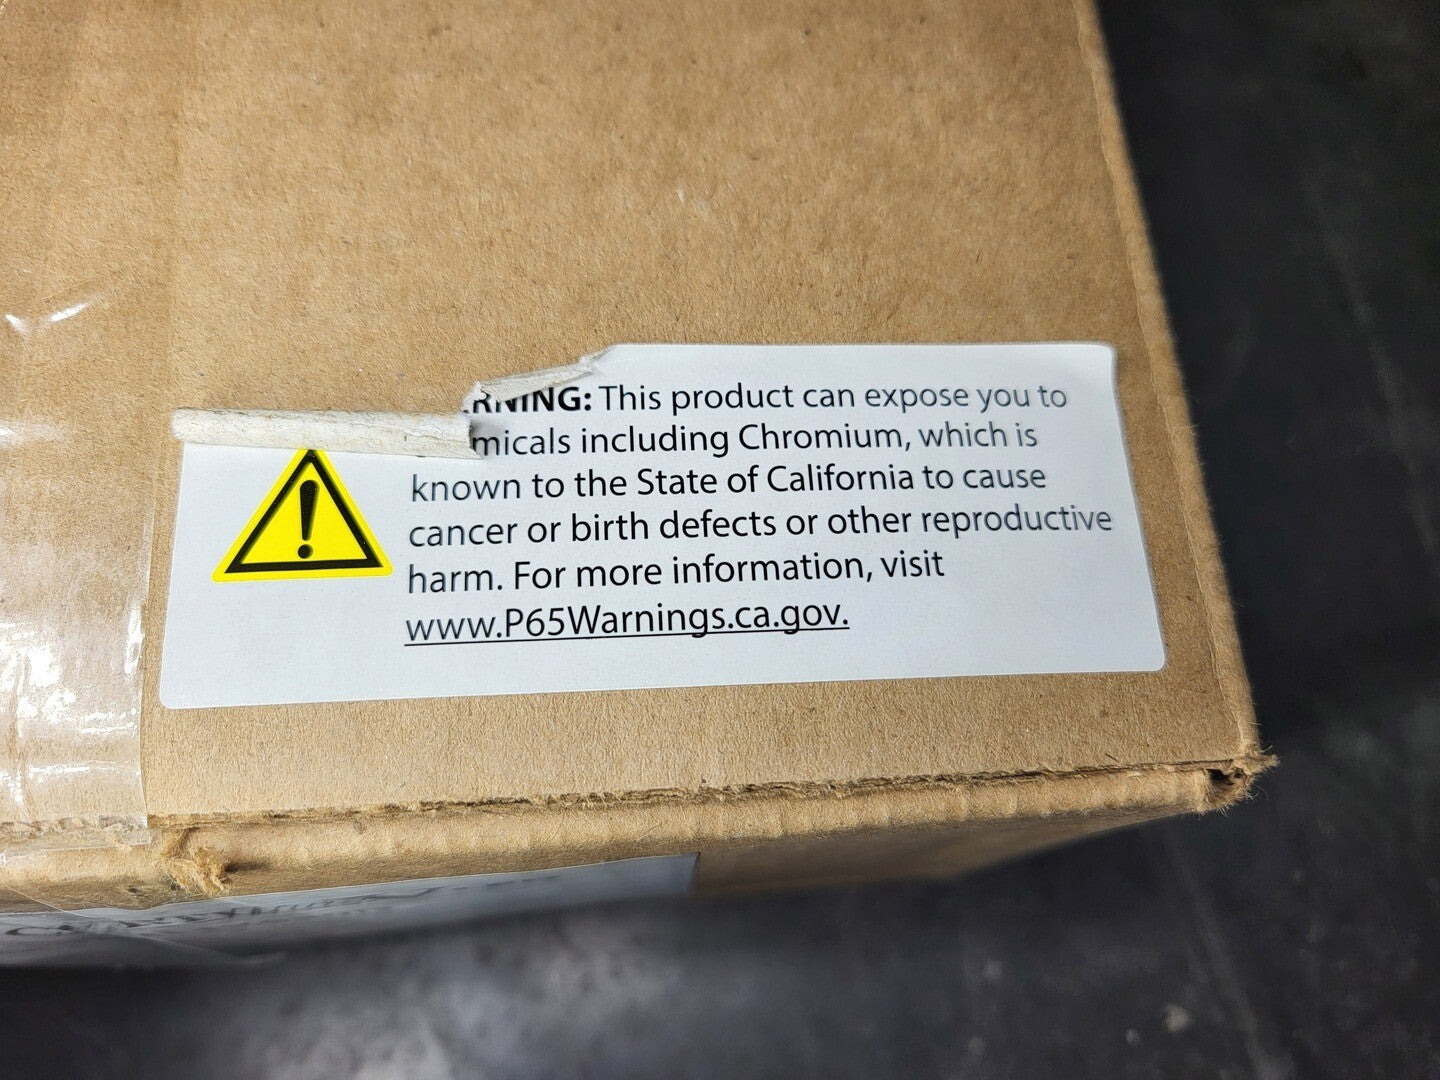 RNING: This product can expose you to
micals including Chromium, which is
known to the State of California to cause
cancer or birth defects or other reproductive
harm. For more information, visit
www.P65Warnings.ca.gov.